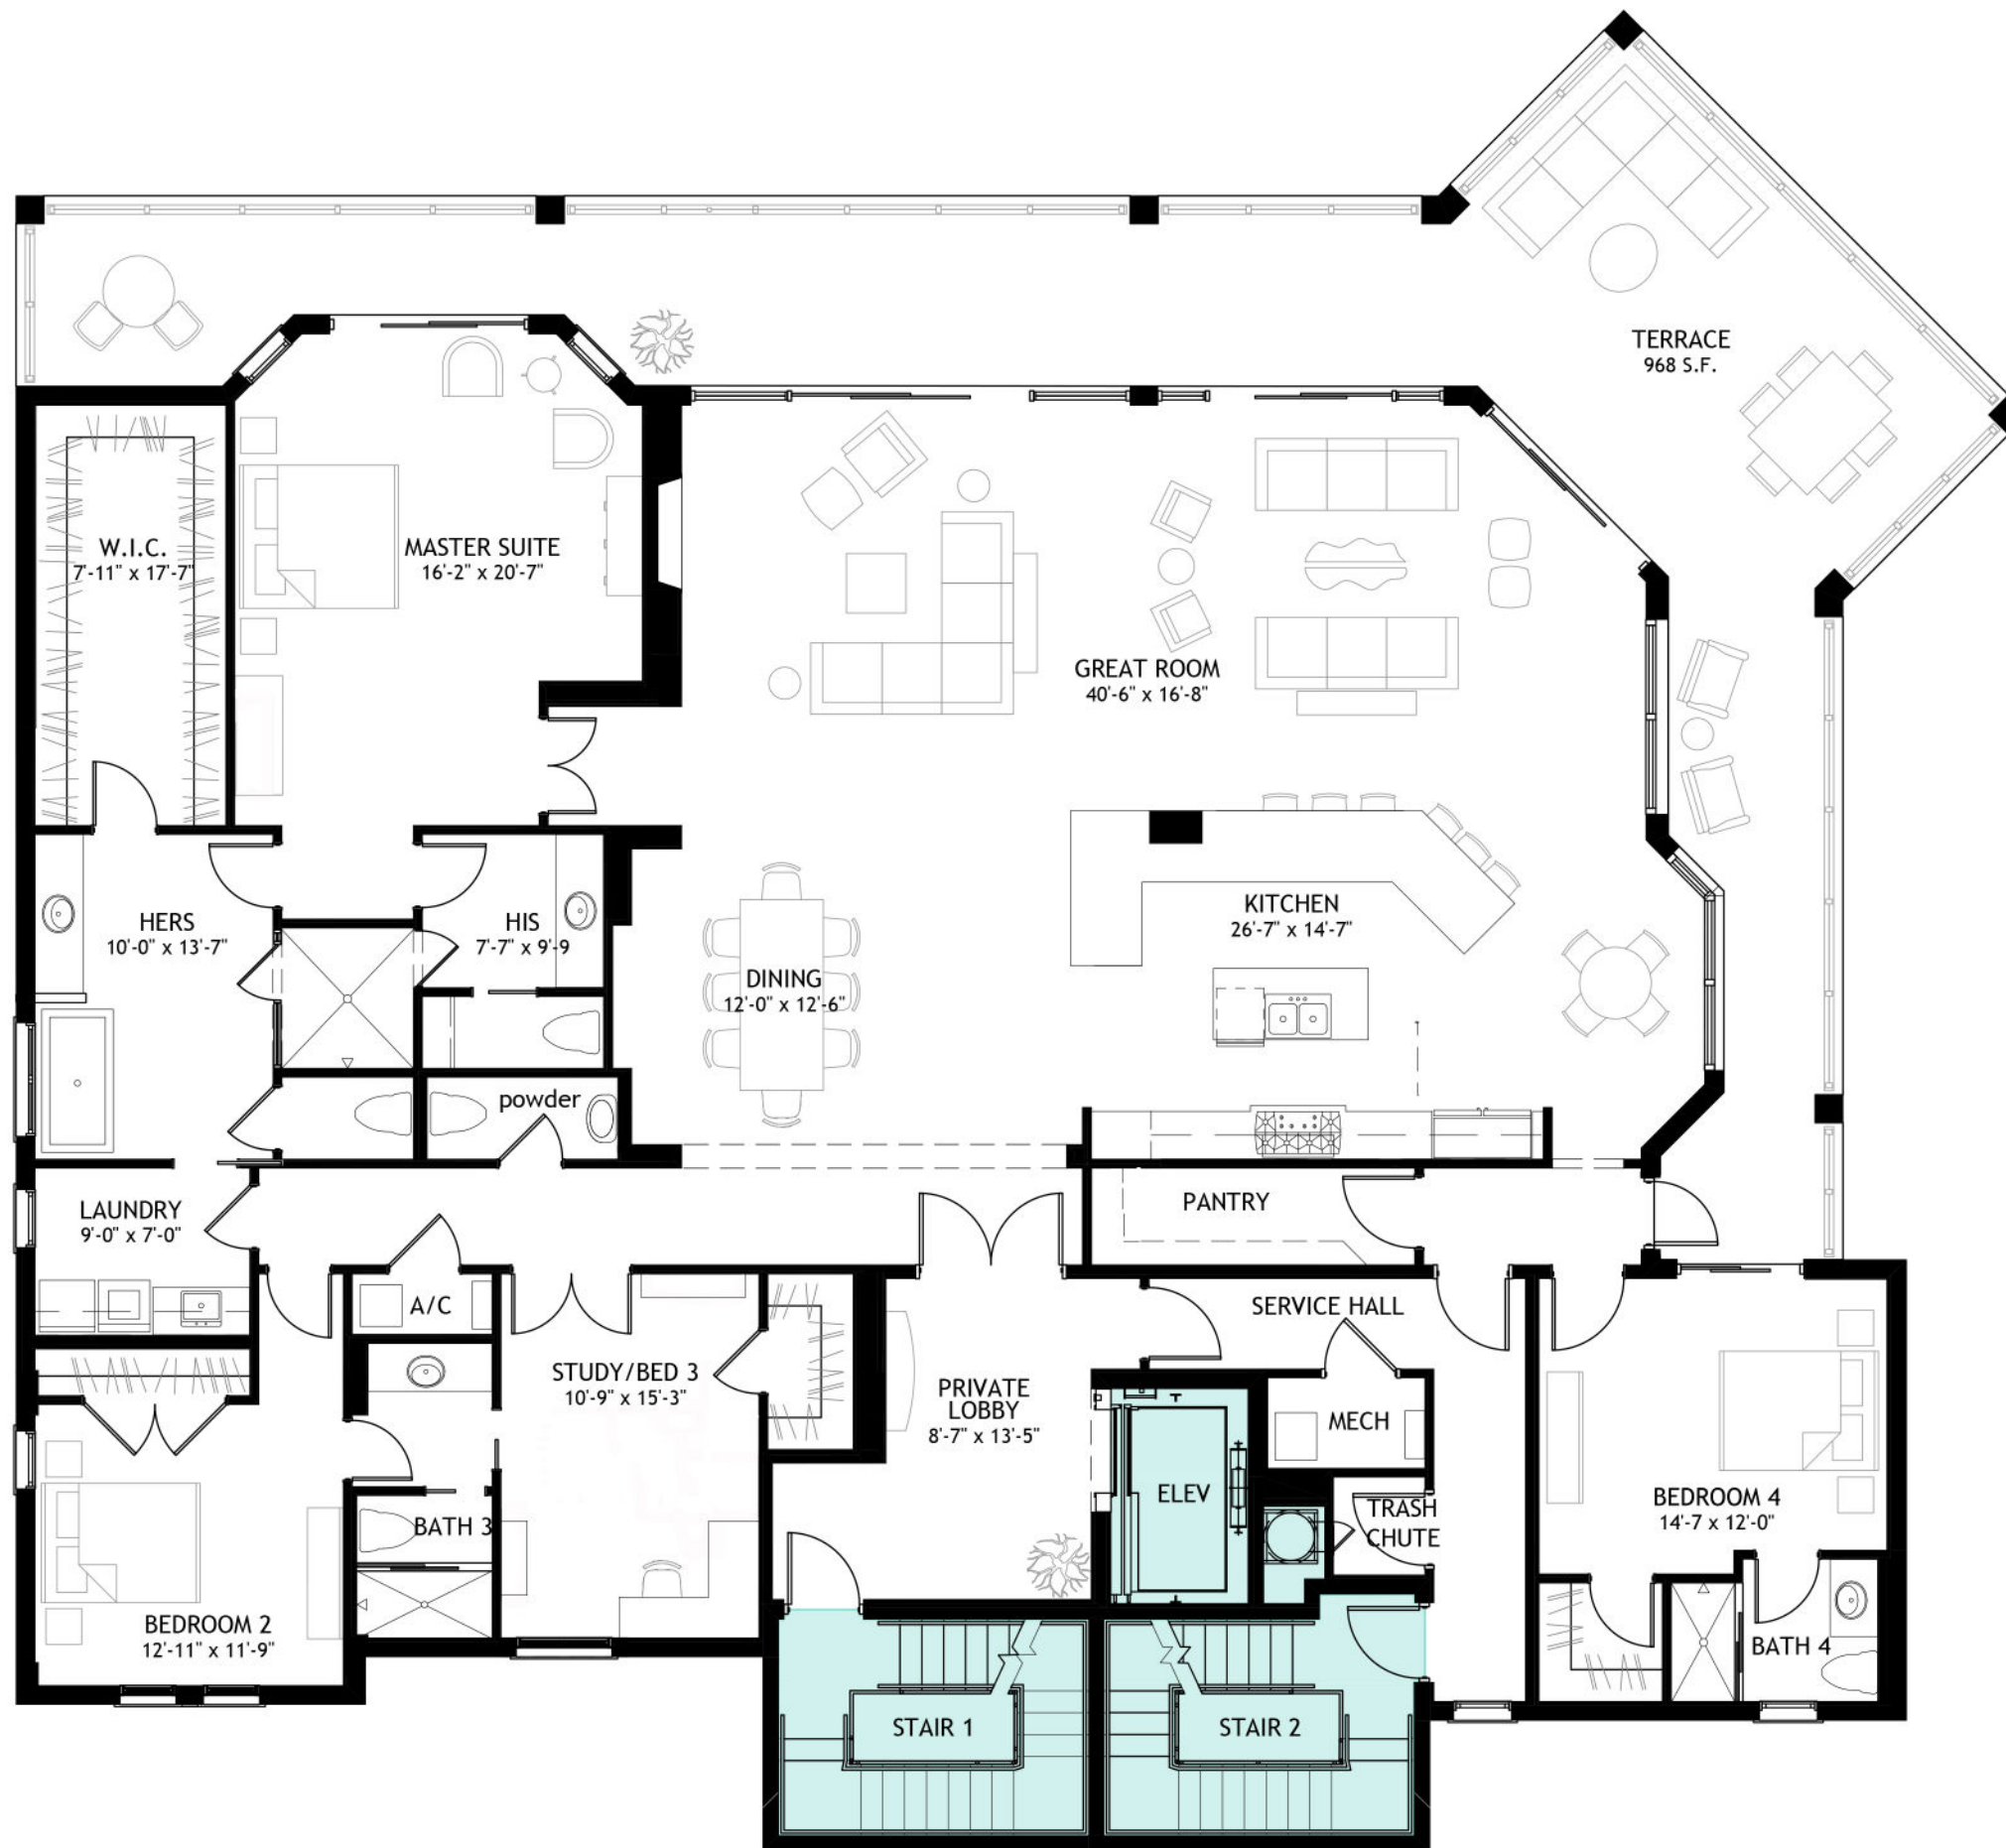 TERRACE
968 S.F.
W.I.C.
7'-11" x 17'-7"
MASTER SUITE
16'-2" x 20'-7"
GREAT ROOM
40'-6" x 16'-8"
HERS
10'-0" x 13'-7"
HIS
7'-7" x 9'-9
KITCHEN
26'-7" x 14'-7"
DINING
12'-0" x 12'-6"
powder
LAUNDRY
9'-0" x 7'-0"
PANTRY
A/C
SERVICE HALL
STUDY/BED 3
10'-9" x 15'-3"
PRIVATE
LOBBY
8'-7" x 13'-5"
MECH
ELEV
TRASH
CHUTE
BEDROOM 4
14'-7 x 12'-0"
BATH 3
BEDROOM 2
12'-11" x 11'-9"
BATH 4
STAIR 1
STAIR 2